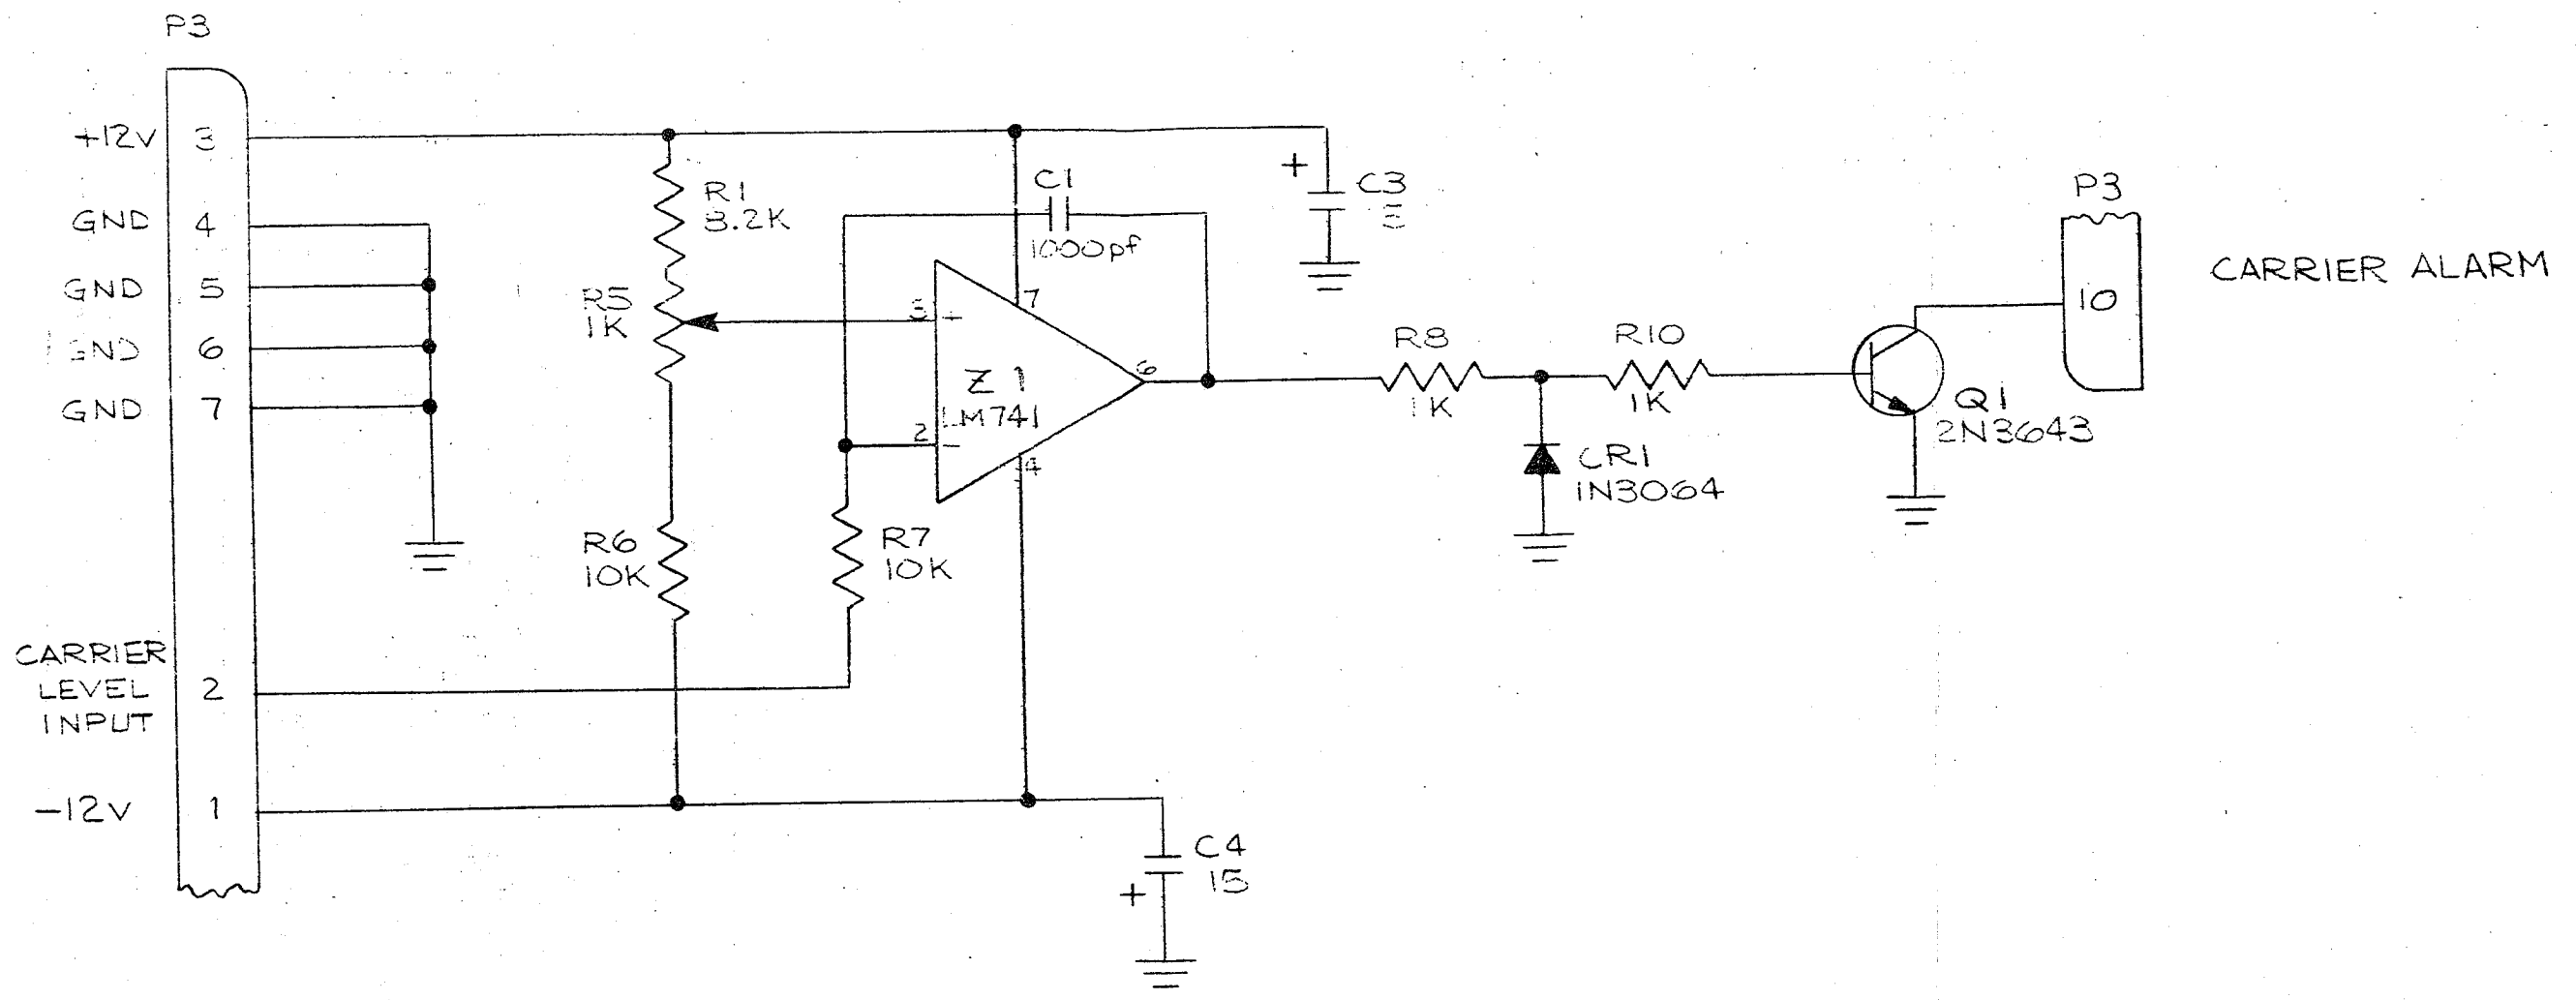 P3
+12V 3
GND 4
GND 5
GND 6
GND 7
CARRIER
LEVEL 2
INPUT
-12V 1
R1
8.2K
R5
1K
R6
10K
R7
10K
C1
1000pf
3 +
2 -
7
4
6
Z1
LM741
+ C3
C4
15
+
R8
1K
R10
1K
CR1
1N3064
Q1
2N3643
P3
10
CARRIER ALARM